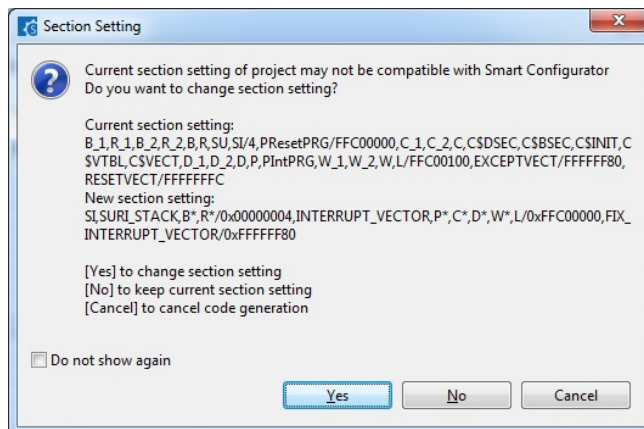 Section Setting
Current section setting of project may not be compatible with Smart Configurator
Do you want to change section setting?
Current section setting:
B_1,R_1,B_2,R_2,B,R,SU,SI/4,PResetPRG/FFC00000,C_1,C_2,C,C$DSEC,C$BSEC,C$INIT,C
$VTBL,C$VECT,D_1,D_2,D,P,PIntPRG,W_1,W_2,W,L/FFC00100,EXCEPTVECT/FFFFFF80,
RESETVECT/FFFFFFFC
New section setting:
SI,SURI_STACK,B*,R*/0x00000004,INTERRUPT_VECTOR,P*,C*,D*,W*,L/0xFFC00000,FIX_
INTERRUPT_VECTOR/0xFFFFFF80
[Yes] to change section setting
[No] to keep current section setting
[Cancel] to cancel code generation
Do not show again
Yes No Cancel